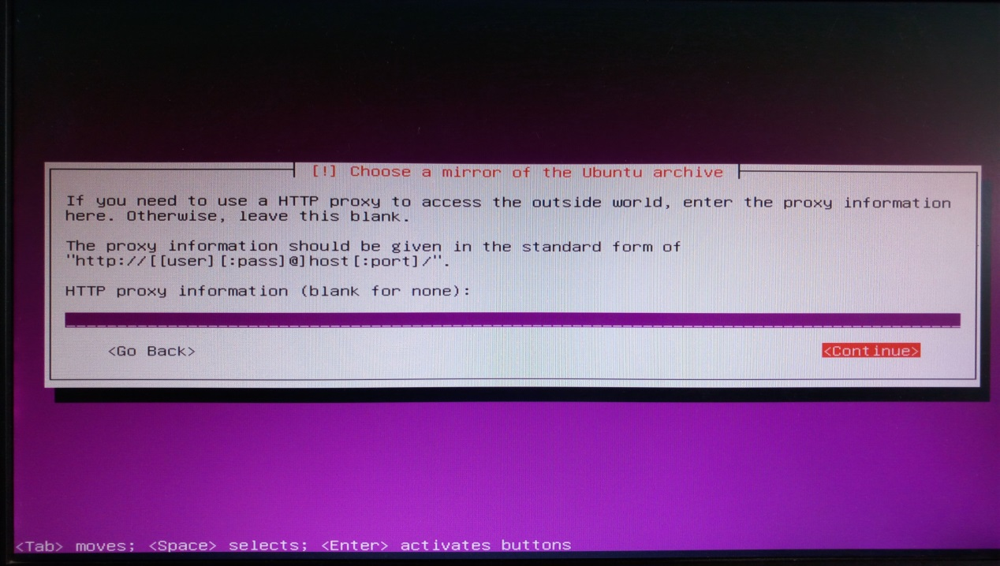 [!] Choose a mirror of the Ubuntu archive
If you need to use a HTTP proxy to access the outside world, enter the proxy information
here. Otherwise, leave this blank.
The proxy information should be given in the standard form of
"http://[[user][:pass]@]host[:port]/".
HTTP proxy information (blank for none):
<Go Back> <Continue>
<Tab> moves; <Space> selects; <Enter> activates buttons